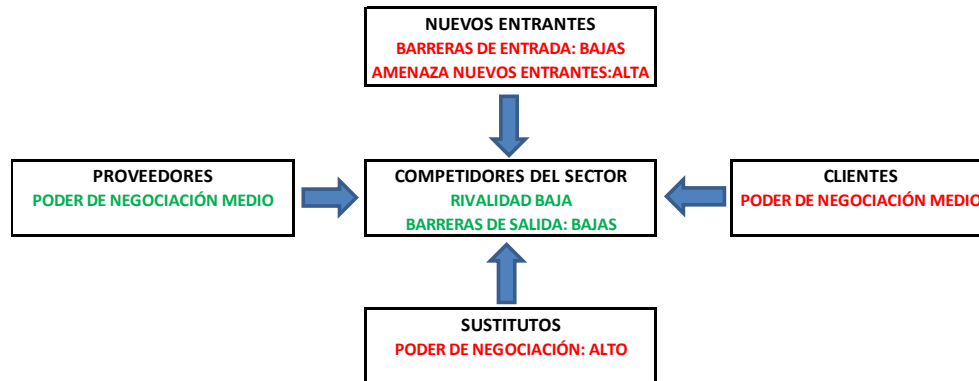 NUEVOS ENTRANTES
BARRERAS DE ENTRADA: BAJAS
AMENAZA NUEVOS ENTRANTES:ALTA
PROVEEDORES
PODER DE NEGOCIACIÓN MEDIO
COMPETIDORES DEL SECTOR
RIVALIDAD BAJA
BARRERAS DE SALIDA: BAJAS
CLIENTES
PODER DE NEGOCIACIÓN MEDIO
SUSTITUTOS
PODER DE NEGOCIACIÓN: ALTO